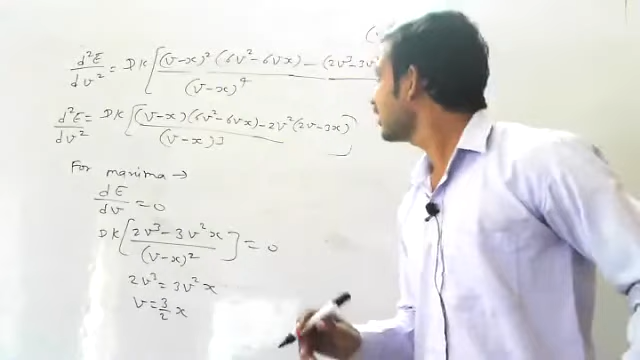 d²E/dv² = DK[(v-x)²(6v²-6vx) - (2v³-3v²
(v-x)⁴
d²E/dv² = DK[(v-x)(6v²-6vx) - 2v²(2v-3x)/(v-x)3]
For maxima →
dE/dv = 0
DK[2v³-3v²x/(v-x)²] = 0
2v³ = 3v²x
v = 3/2 x